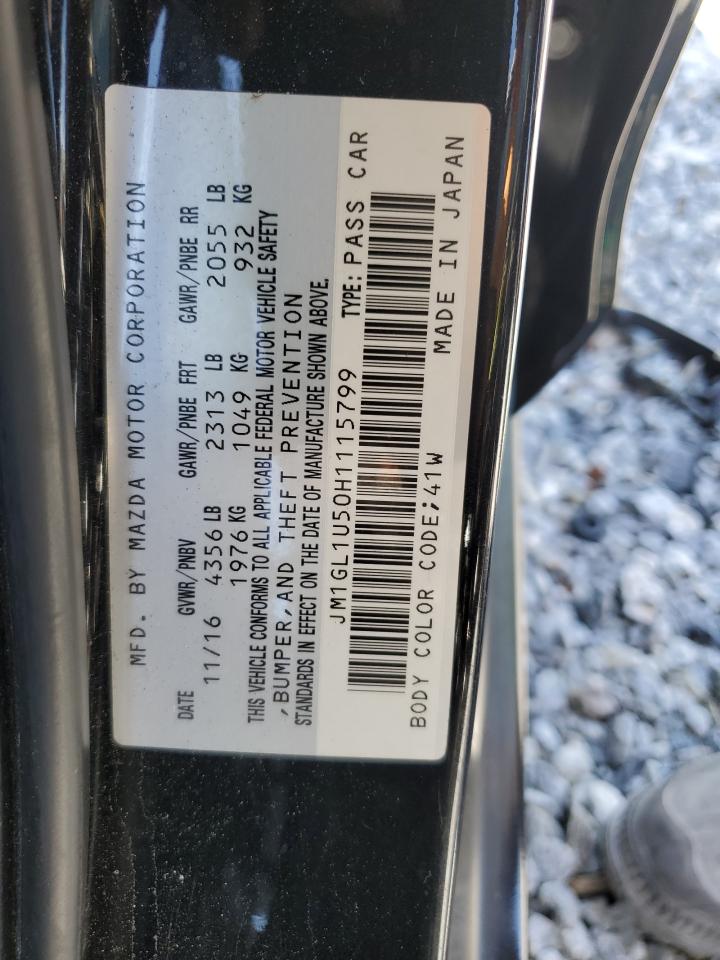 MFD. BY MAZDA MOTOR CORPORATION
DATE GVWR/PNBV GAWR/PNBE FRT GAWR/PNBE RR
11/16 4356 LB 2313 LB 2055 LB
1976 KG 1049 KG 932 KG
THIS VEHICLE CONFORMS TO ALL APPLICABLE FEDERAL MOTOR VEHICLE SAFETY
,BUMPER,AND THEFT PREVENTION
STANDARDS IN EFFECT ON THE DATE OF MANUFACTURE SHOWN ABOVE.
JM1GL1U50H1115799 TYPE: PASS CAR
BODY COLOR CODE;41W MADE IN JAPAN